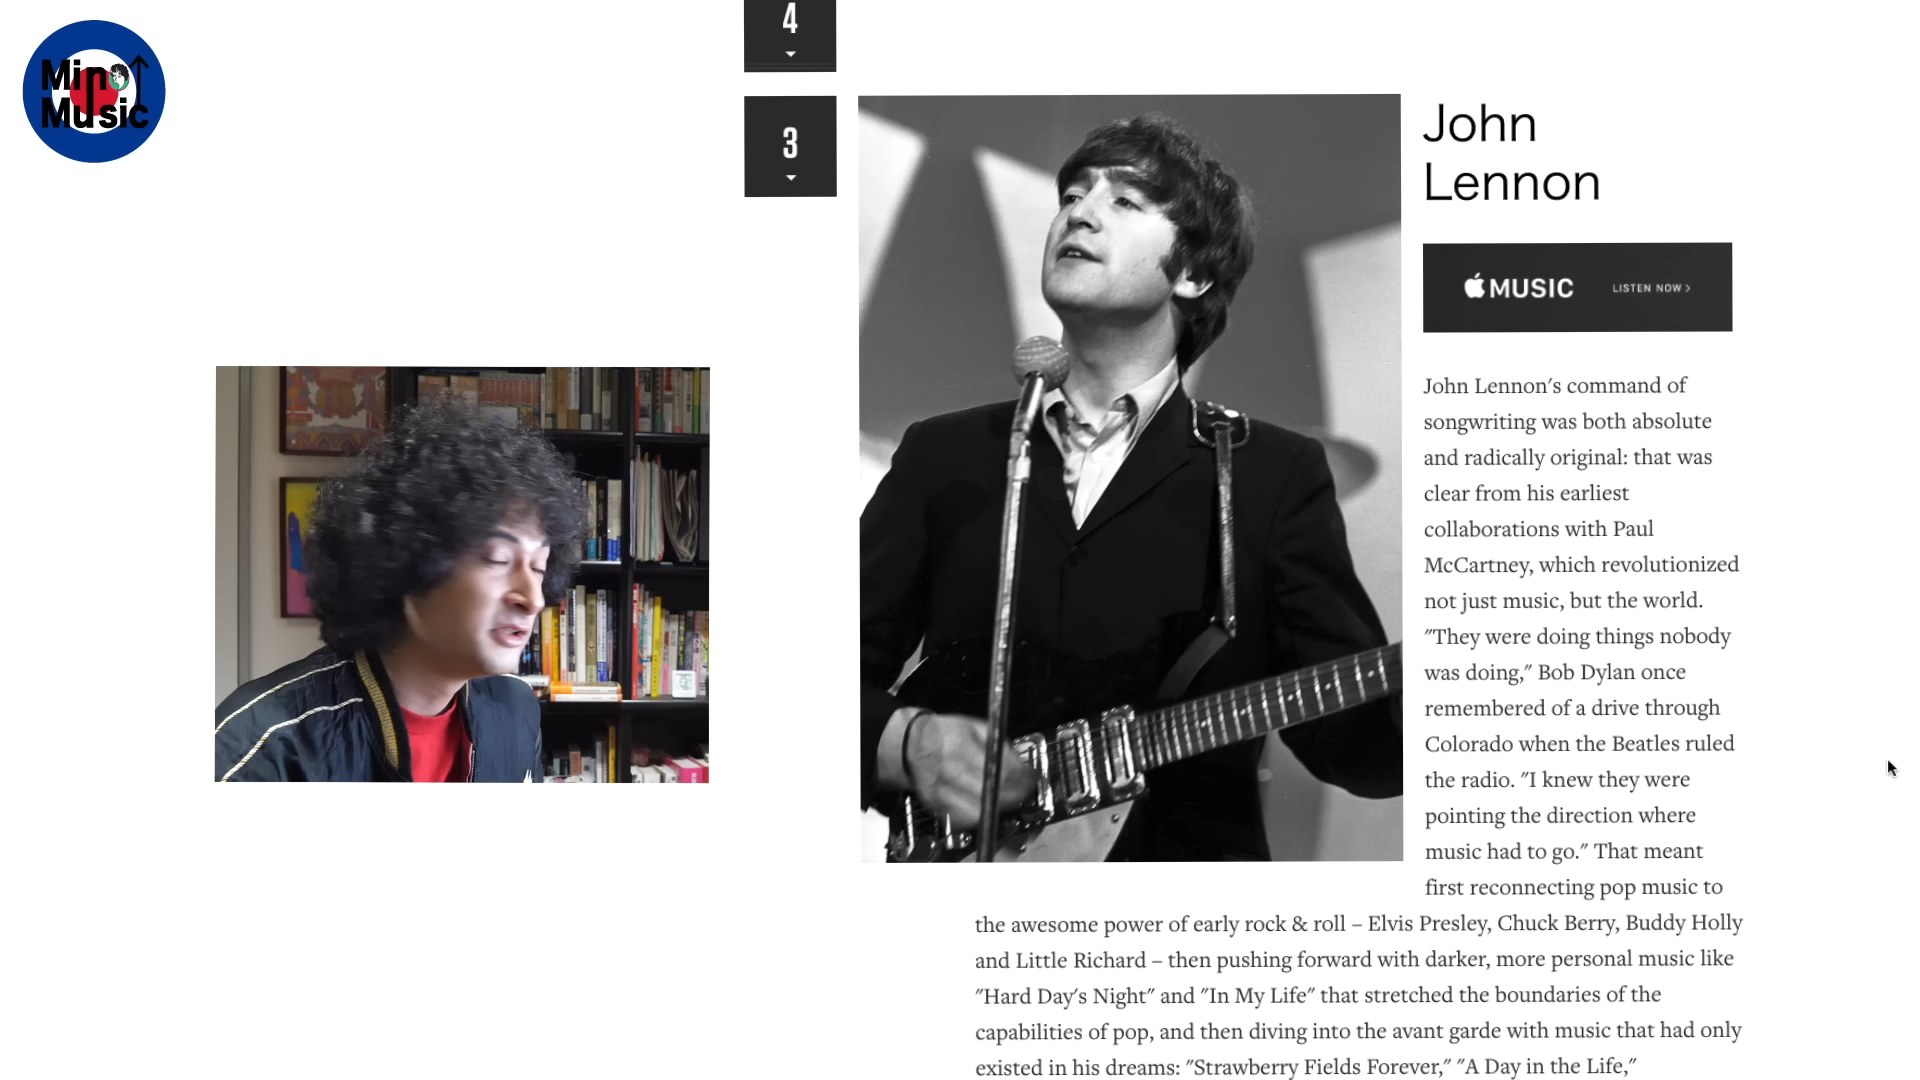 Mino
Music
4
3
John
Lennon
MUSIC LISTEN NOW >
John Lennon's command of
songwriting was both absolute
and radically original: that was
clear from his earliest
collaborations with Paul
McCartney, which revolutionized
not just music, but the world.
"They were doing things nobody
was doing," Bob Dylan once
remembered of a drive through
Colorado when the Beatles ruled
the radio. "I knew they were
pointing the direction where
music had to go." That meant
first reconnecting pop music to
the awesome power of early rock & roll – Elvis Presley, Chuck Berry, Buddy Holly
and Little Richard – then pushing forward with darker, more personal music like
"Hard Day's Night" and "In My Life" that stretched the boundaries of the
capabilities of pop, and then diving into the avant garde with music that had only
existed in his dreams: "Strawberry Fields Forever," "A Day in the Life,"